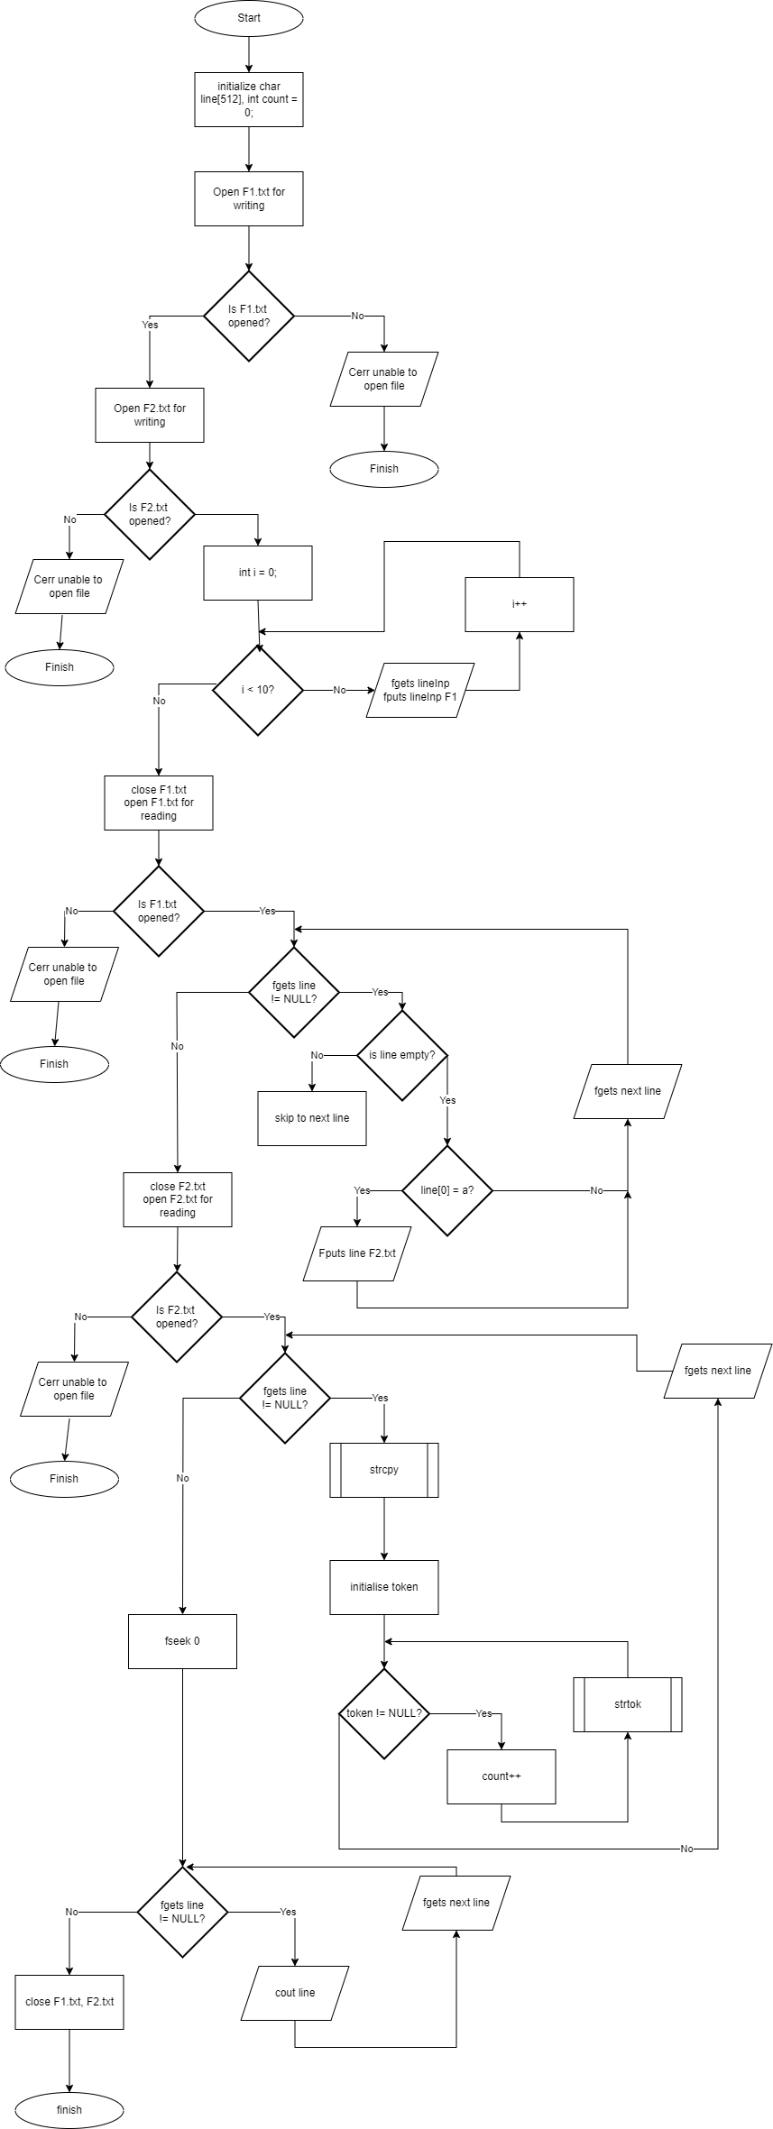 Start
initialize char
line[512], int count =
0;
Open F1.txt for
writing
Is F1.txt
opened?
Yes
No
Cerr unable to
open file
Finish
Open F2.txt for
writing
Is F2.txt
opened?
No
Cerr unable to
open file
Finish
int i = 0;
i++
i < 10?
No
fgets lineInp
fputs lineInp F1
No
close F1.txt
open F1.txt for
reading
Is F1.txt
opened?
No
Yes
Cerr unable to
open file
Finish
fgets line
!= NULL?
Yes
No
is line empty?
No
skip to next line
Yes
fgets next line
line[0] = a?
Yes
No
Fputs line F2.txt
close F2.txt
open F2.txt for
reading
Is F2.txt
opened?
No
Yes
Cerr unable to
open file
Finish
fgets line
!= NULL?
Yes
No
fgets next line
strcpy
initialise token
fseek 0
token != NULL?
Yes
strtok
count++
No
fgets line
!= NULL?
No
Yes
fgets next line
cout line
close F1.txt, F2.txt
finish